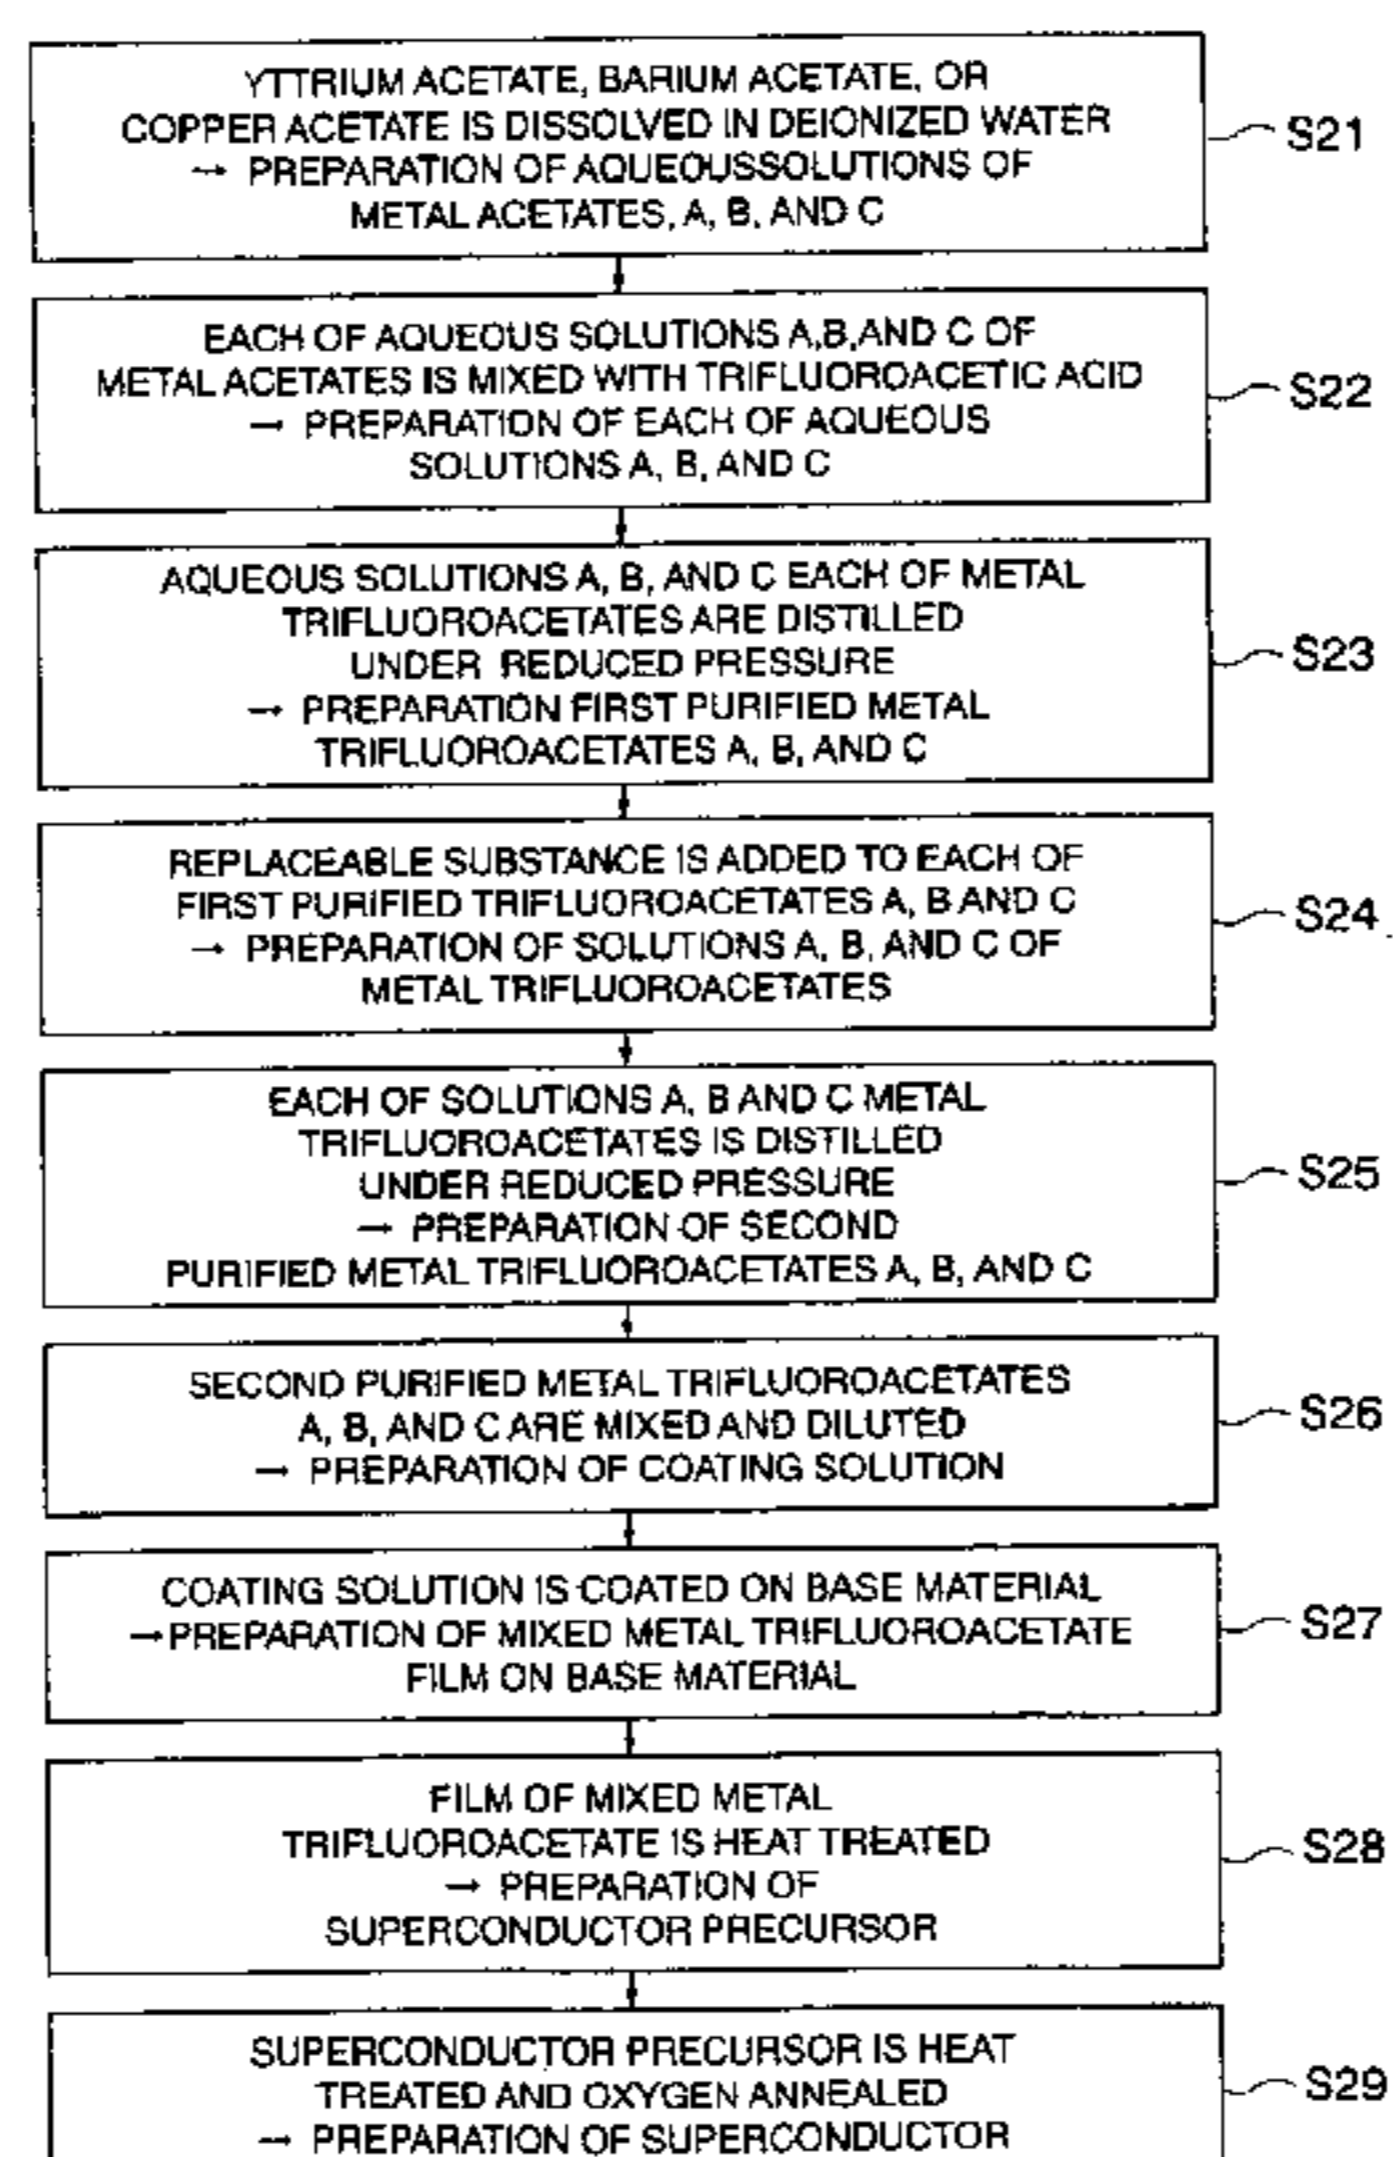 YTTRIUM ACETATE, BARIUM ACETATE, OR
COPPER ACETATE IS DISSOLVED IN DEIONIZED WATER
→ PREPARATION OF AQUEOUSSOLUTIONS OF
METAL ACETATES, A, B, AND C
S21
EACH OF AQUEOUS SOLUTIONS A,B,AND C OF
METAL ACETATES IS MIXED WITH TRIFLUOROACETIC ACID
→ PREPARATION OF EACH OF AQUEOUS
SOLUTIONS A, B, AND C
S22
AQUEOUS SOLUTIONS A, B, AND C EACH OF METAL
TRIFLUOROACETATES ARE DISTILLED
UNDER REDUCED PRESSURE
→ PREPARATION FIRST PURIFIED METAL
TRIFLUOROACETATES A, B, AND C
S23
REPLACEABLE SUBSTANCE IS ADDED TO EACH OF
FIRST PURIFIED TRIFLUOROACETATES A, B AND C
→ PREPARATION OF SOLUTIONS A, B, AND C OF
METAL TRIFLUOROACETATES
S24
EACH OF SOLUTIONS A, B AND C METAL
TRIFLUOROACETATES IS DISTILLED
UNDER REDUCED PRESSURE
→ PREPARATION OF SECOND
PURIFIED METAL TRIFLUOROACETATES A, B, AND C
S25
SECOND PURIFIED METAL TRIFLUOROACETATES
A, B, AND C ARE MIXED AND DILUTED
→ PREPARATION OF COATING SOLUTION
S26
COATING SOLUTION IS COATED ON BASE MATERIAL
→PREPARATION OF MIXED METAL TRIFLUOROACETATE
FILM ON BASE MATERIAL
S27
FILM OF MIXED METAL
TRIFLUOROACETATE IS HEAT TREATED
→ PREPARATION OF
SUPERCONDUCTOR PRECURSOR
S28
SUPERCONDUCTOR PRECURSOR IS HEAT
TREATED AND OXYGEN ANNEALED
→ PREPARATION OF SUPERCONDUCTOR
S29